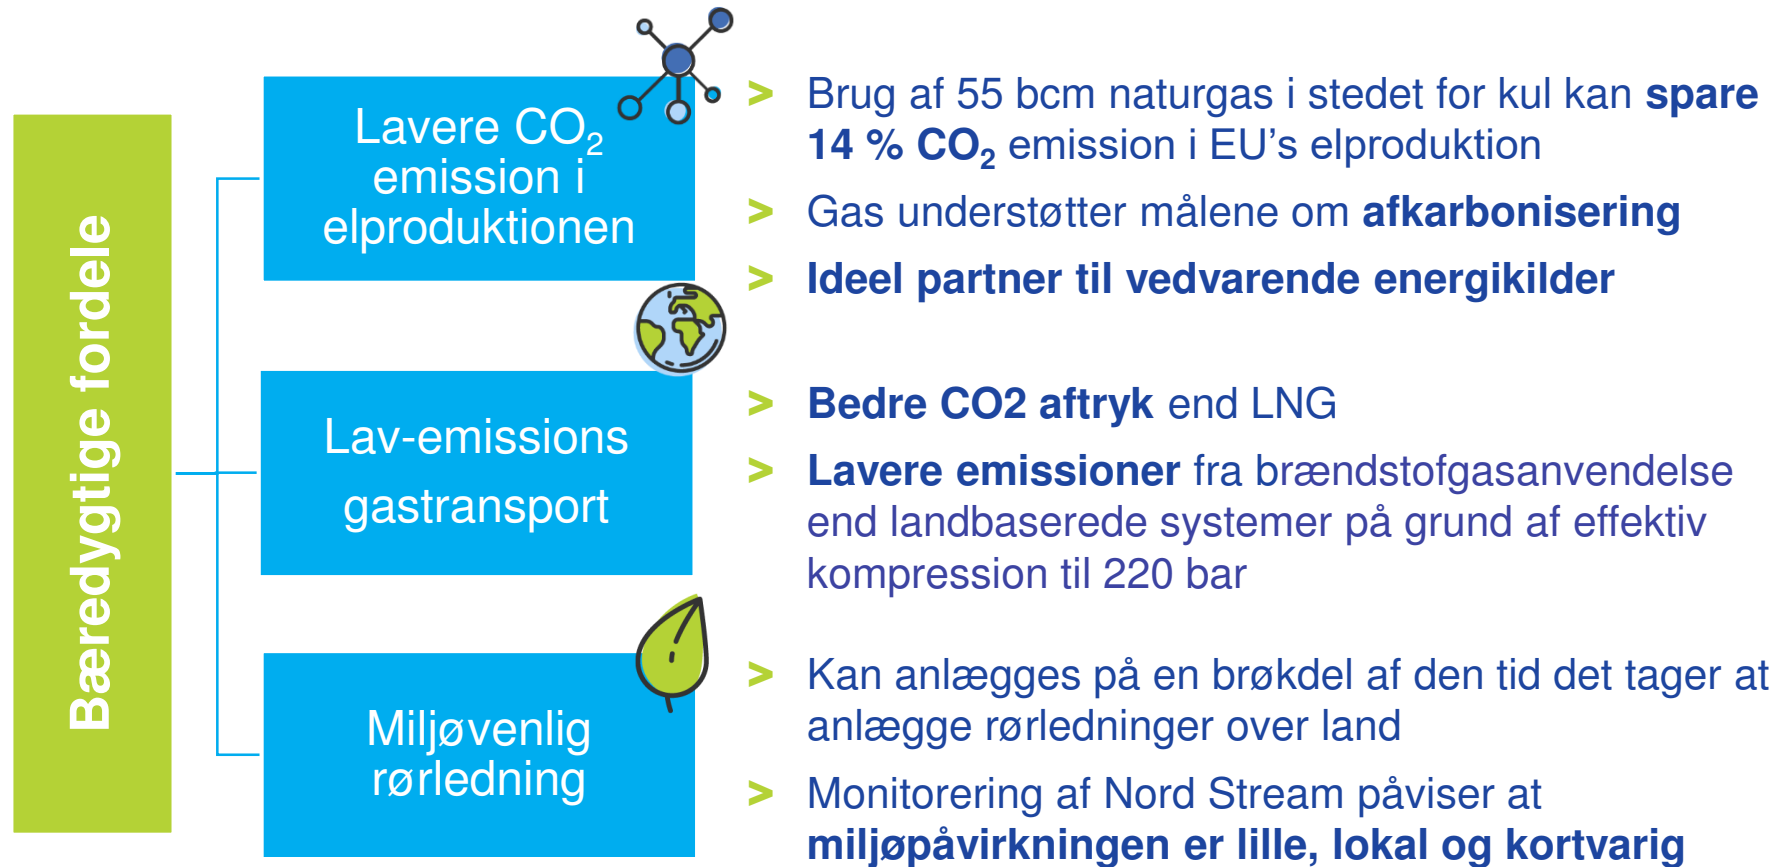 Bæredygtige fordele
Lavere CO₂
emission i
elproduktionen
> Brug af 55 bcm naturgas i stedet for kul kan spare
14 % CO₂ emission i EU's elproduktion
> Gas understøtter målene om afkarbonisering
> Ideel partner til vedvarende energikilder
Lav-emissions
gastransport
> Bedre CO2 aftryk end LNG
> Lavere emissioner fra brændstofgasanvendelse
end landbaserede systemer på grund af effektiv
kompression til 220 bar
Miljøvenlig
rørledning
> Kan anlægges på en brøkdel af den tid det tager at
anlægge rørledninger over land
> Monitorering af Nord Stream påviser at
miljøpåvirkningen er lille, lokal og kortvarig